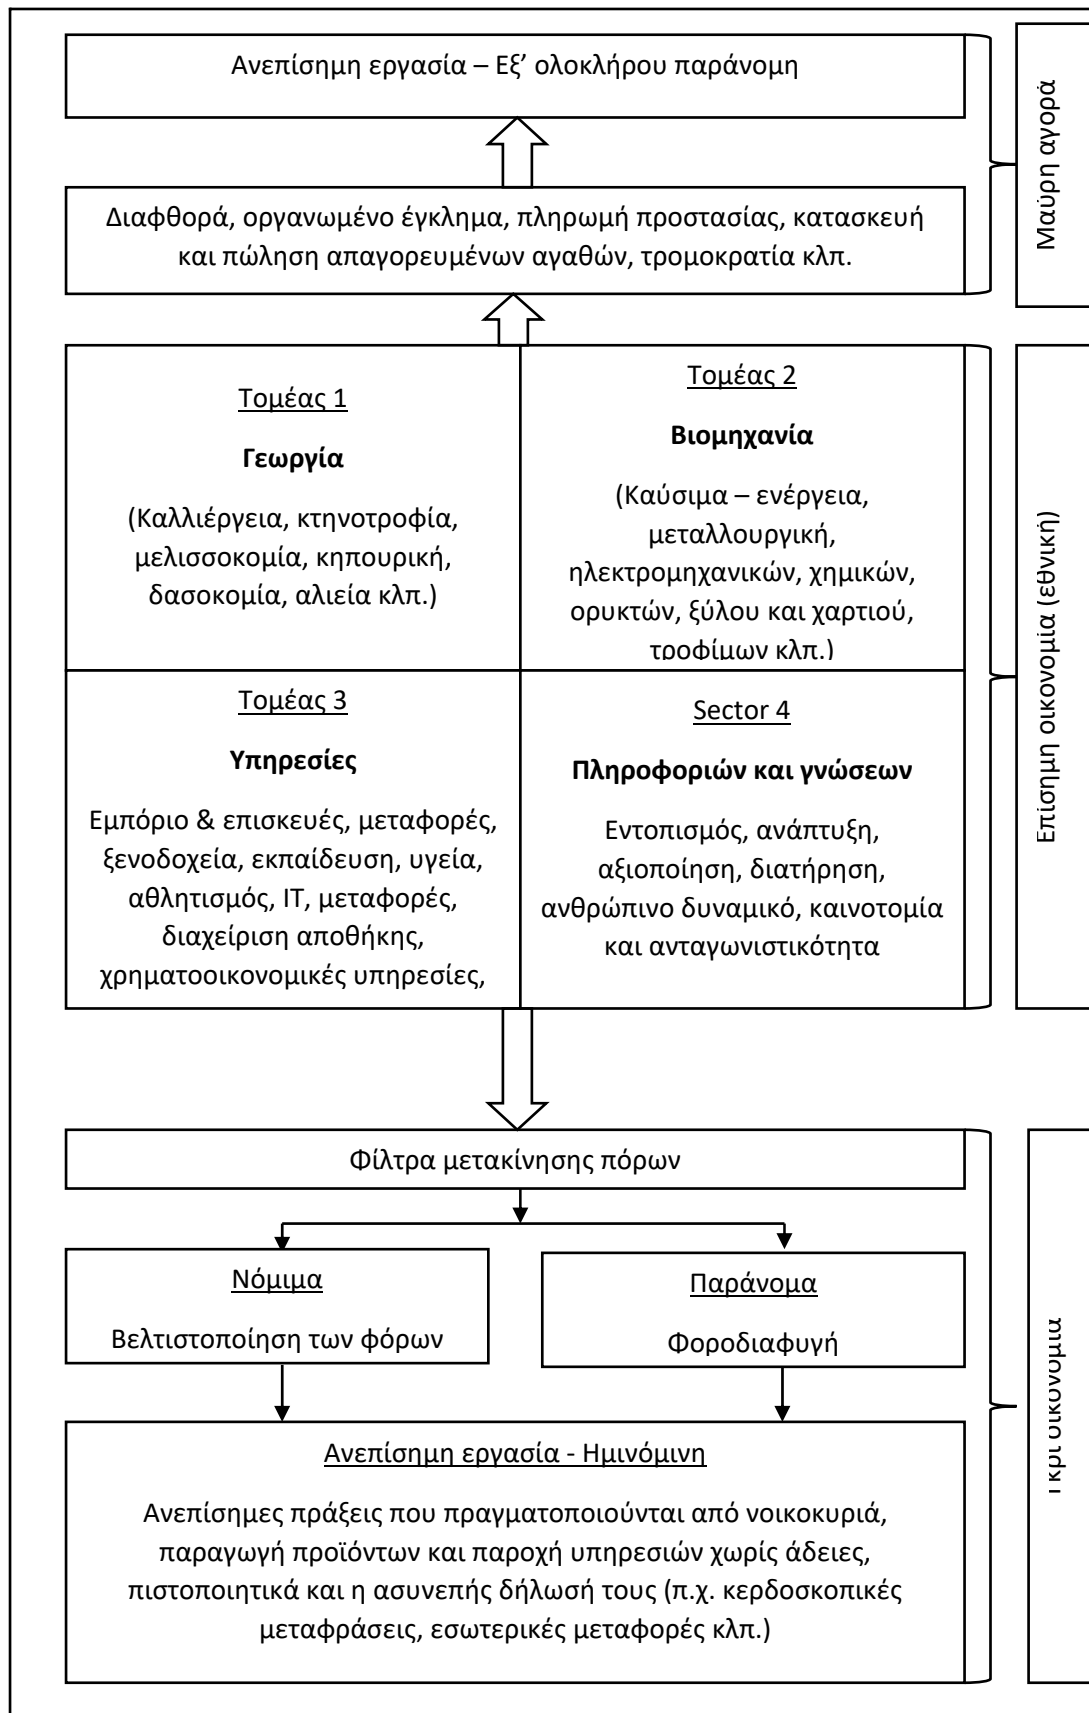 Ανεπίσημη εργασία – Εξ’ ολοκλήρου παράνομη
Μαύρη αγορά
Διαφθορά, οργανωμένο έγκλημα, πληρωμή προστασίας, κατασκευή
και πώληση απαγορευμένων αγαθών, τρομοκρατία κλπ.
Τομέας 1
Γεωργία
(Καλλιέργεια, κτηνοτροφία,
μελισσοκομία, κηπουρική,
δασοκομία, αλιεία κλπ.)
Τομέας 2
Βιομηχανία
(Καύσιμα – ενέργεια,
μεταλλουργική,
ηλεκτρομηχανικών, χημικών,
ορυκτών, ξύλου και χαρτιού,
τροφίμων κλπ.)
Επίσημη οικονομία (εθνική)
Τομέας 3
Υπηρεσίες
Εμπόριο & επισκευές, μεταφορές,
ξενοδοχεία, εκπαίδευση, υγεία,
αθλητισμός, IT, μεταφορές,
διαχείριση αποθήκης,
χρηματοοικονομικές υπηρεσίες,
Sector 4
Πληροφοριών και γνώσεων
Εντοπισμός, ανάπτυξη,
αξιοποίηση, διατήρηση,
ανθρώπινο δυναμικό, καινοτομία
και ανταγωνιστικότητα
Φίλτρα μετακίνησης πόρων
Νόμιμα
Βελτιστοποίηση των φόρων
Παράνομα
Φοροδιαφυγή
Γκρι οικονομία
Ανεπίσημη εργασία - Ημινόμινη
Ανεπίσημες πράξεις που πραγματοποιούνται από νοικοκυριά,
παραγωγή προϊόντων και παροχή υπηρεσιών χωρίς άδειες,
πιστοποιητικά και η ασυνεπής δήλωσή τους (π.χ. κερδοσκοπικές
μεταφράσεις, εσωτερικές μεταφορές κλπ.)